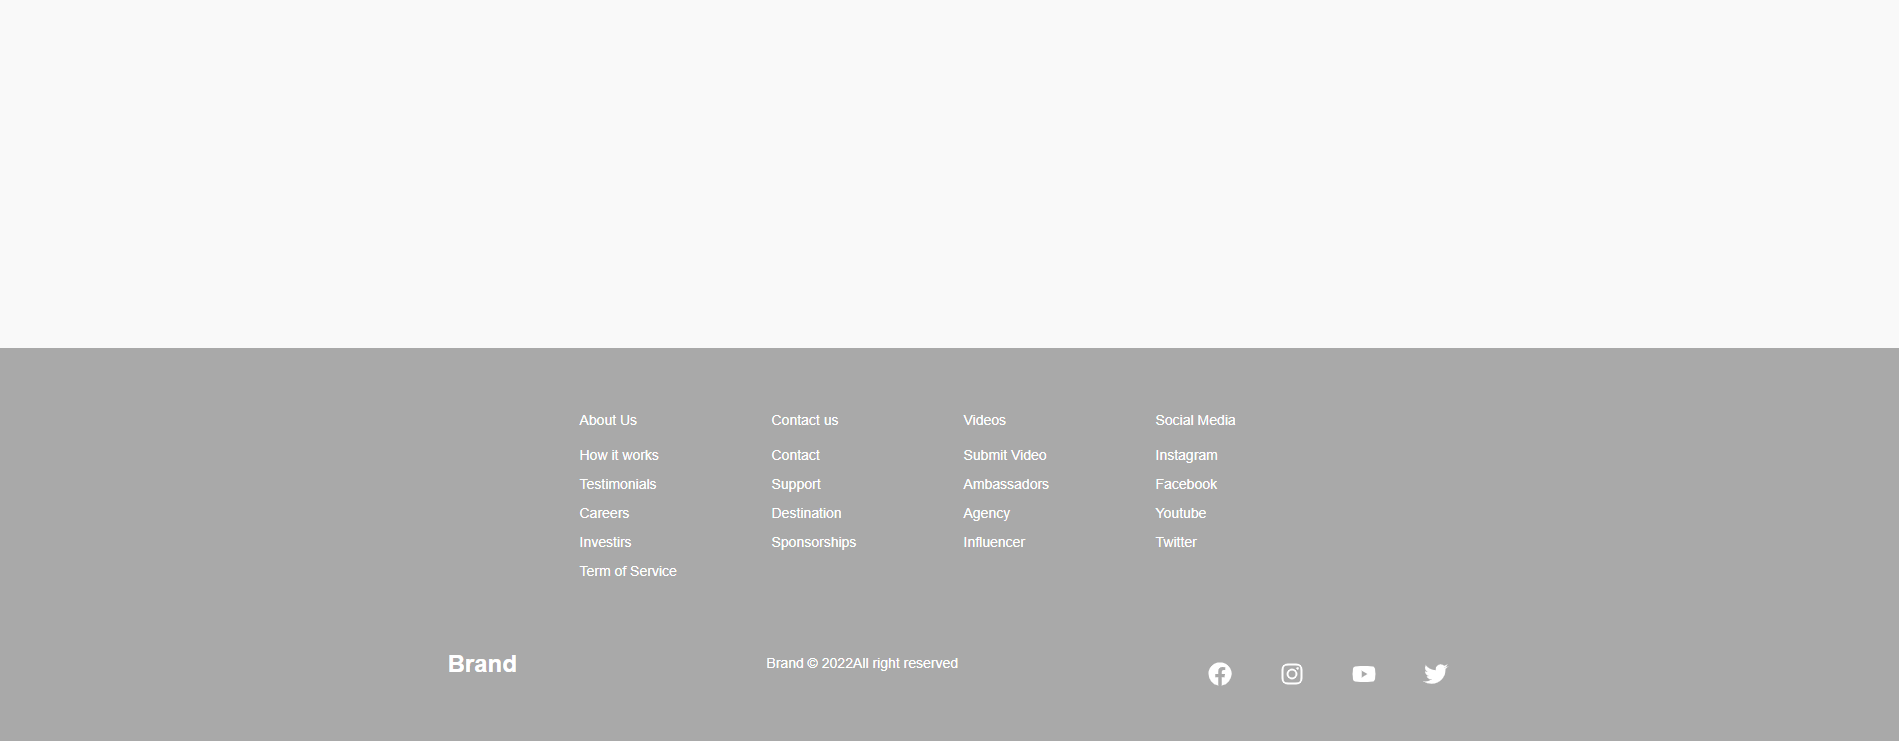 About Us
How it works
Testimonials
Careers
Investirs
Term of Service
Contact us
Contact
Support
Destination
Sponsorships
Videos
Submit Video
Ambassadors
Agency
Influencer
Social Media
Instagram
Facebook
Youtube
Twitter
Brand
Brand © 2022All right reserved